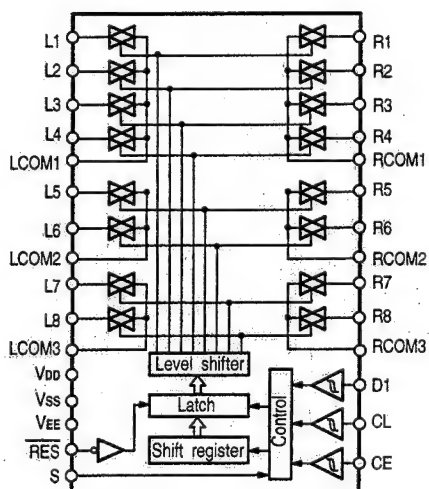 L1
R1
L2
R2
L3
R3
L4
R4
LCOM1
RCOM1
L5
R5
L6
R6
LCOM2
RCOM2
L7
R7
L8
R8
LCOM3
RCOM3
Level shifter
VDD
D1
Latch
Control
VSS
CL
VEE
Shift register
RES
CE
S